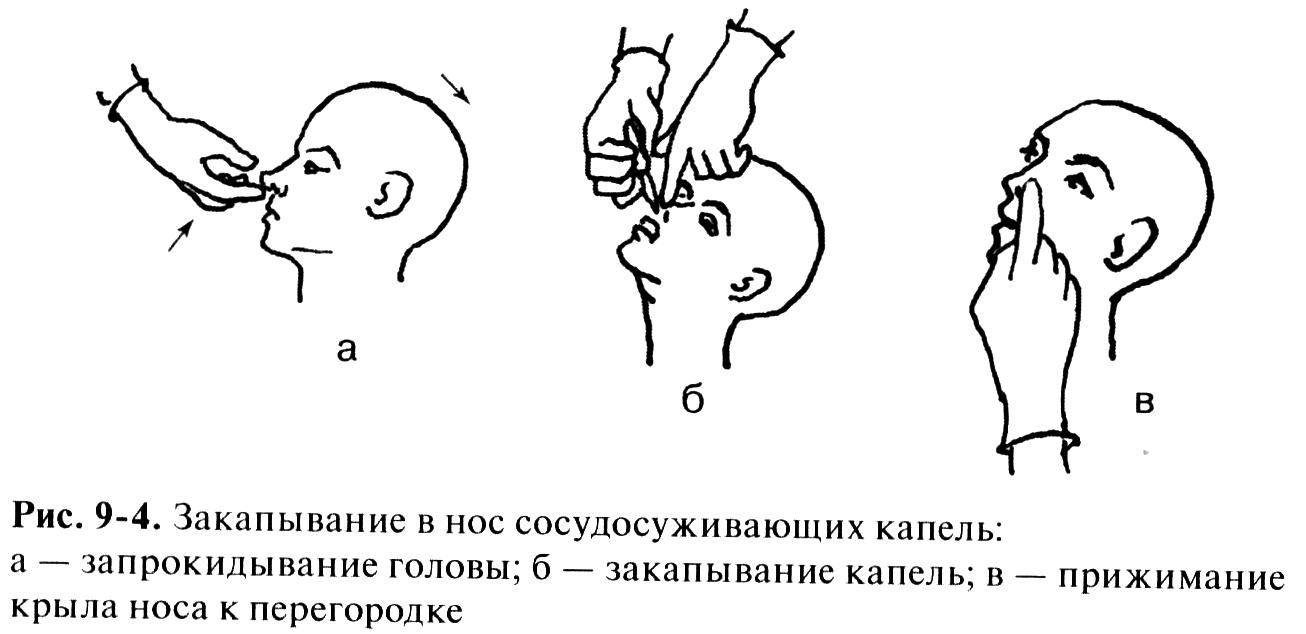 а
б
в
Рис. 9-4. Закапывание в нос сосудосуживающих капель:
а — запрокидывание головы; б — закапывание капель; в — прижимание
крыла носа к перегородке